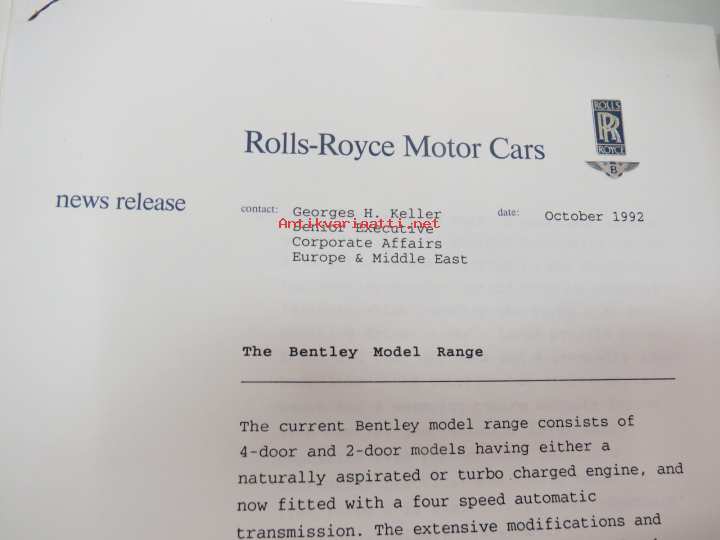 ROLLS
RR
ROYCE
B
Rolls-Royce Motor Cars
news release
contact: Georges H. Keller
date: October 1992
Antikvariaatti.net
Senior Executive
Corporate Affairs
Europe & Middle East
The Bentley Model Range
The current Bentley model range consists of
4-door and 2-door models having either a
naturally aspirated or turbo charged engine, and
now fitted with a four speed automatic
transmission. The extensive modifications and